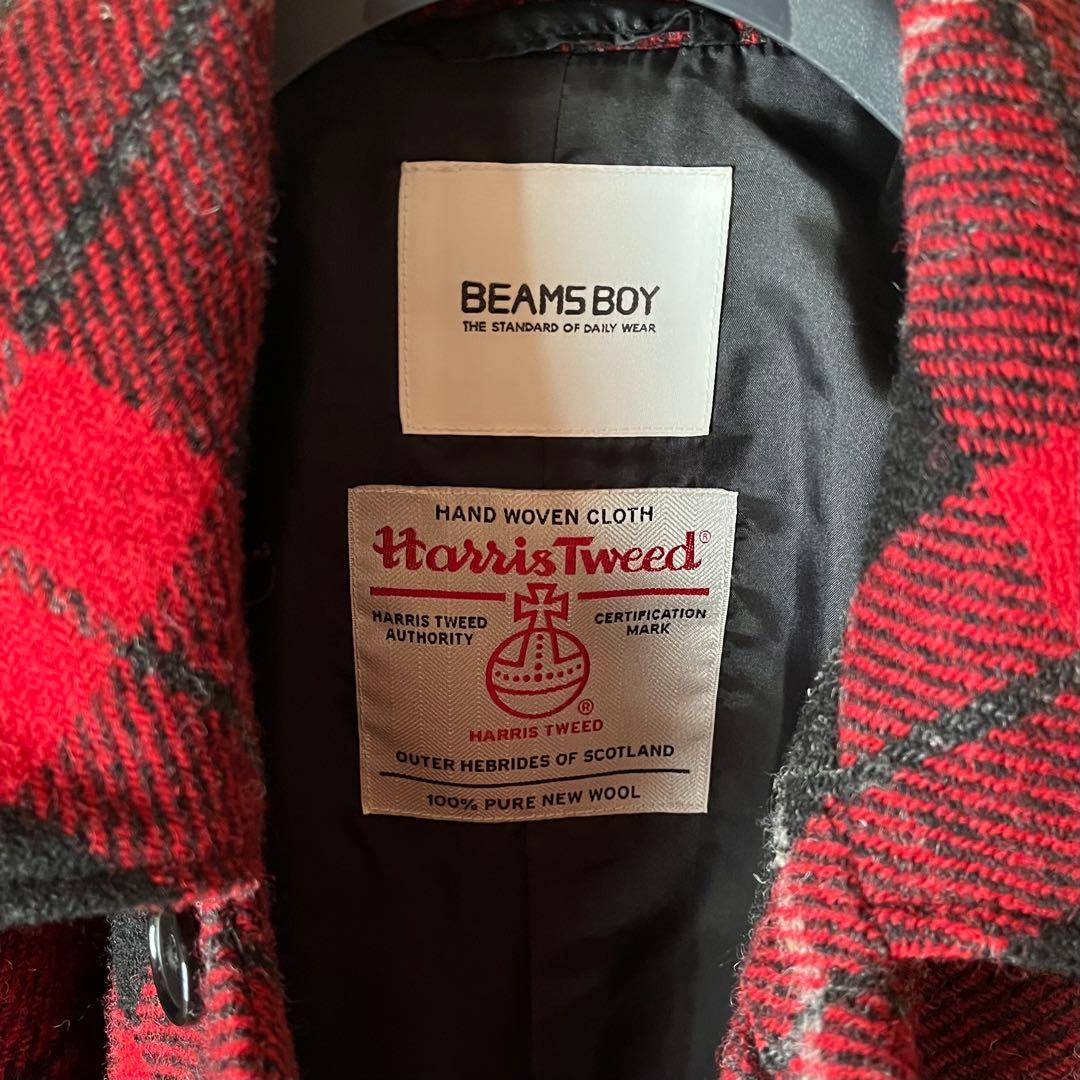 BEAMS BOY
THE STANDARD OF DAILY WEAR
HAND WOVEN CLOTH
Harris Tweed®
HARRIS TWEED
AUTHORITY
CERTIFICATION
MARK
®
HARRIS TWEED
OUTER HEBRIDES OF SCOTLAND
100% PURE NEW WOOL